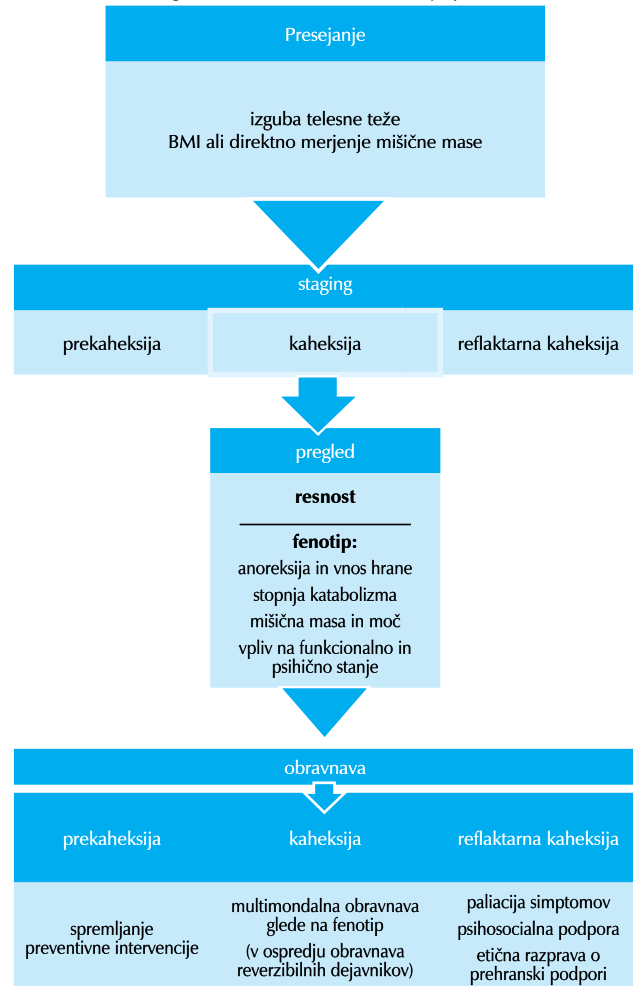 Presejanje
izguba telesne teže
BMI ali direktno merjenje mišične mase
staging
prekaheksija
kaheksija
reflaktarna kaheksija
pregled
resnost
fenotip:
anoreksija in vnos hrane
stopnja katabolizma
mišična masa in moč
vpliv na funkcionalno in
psihično stanje
obravnava
prekaheksija
kaheksija
reflaktarna kaheksija
spremljanje
preventivne intervencije
multimondalna obravnava
glede na fenotip
(v ospredju obravnava
reverzibilnih dejavnikov)
paliacija simptomov
psihosocialna podpora
etična razprava o
prehranski podpori